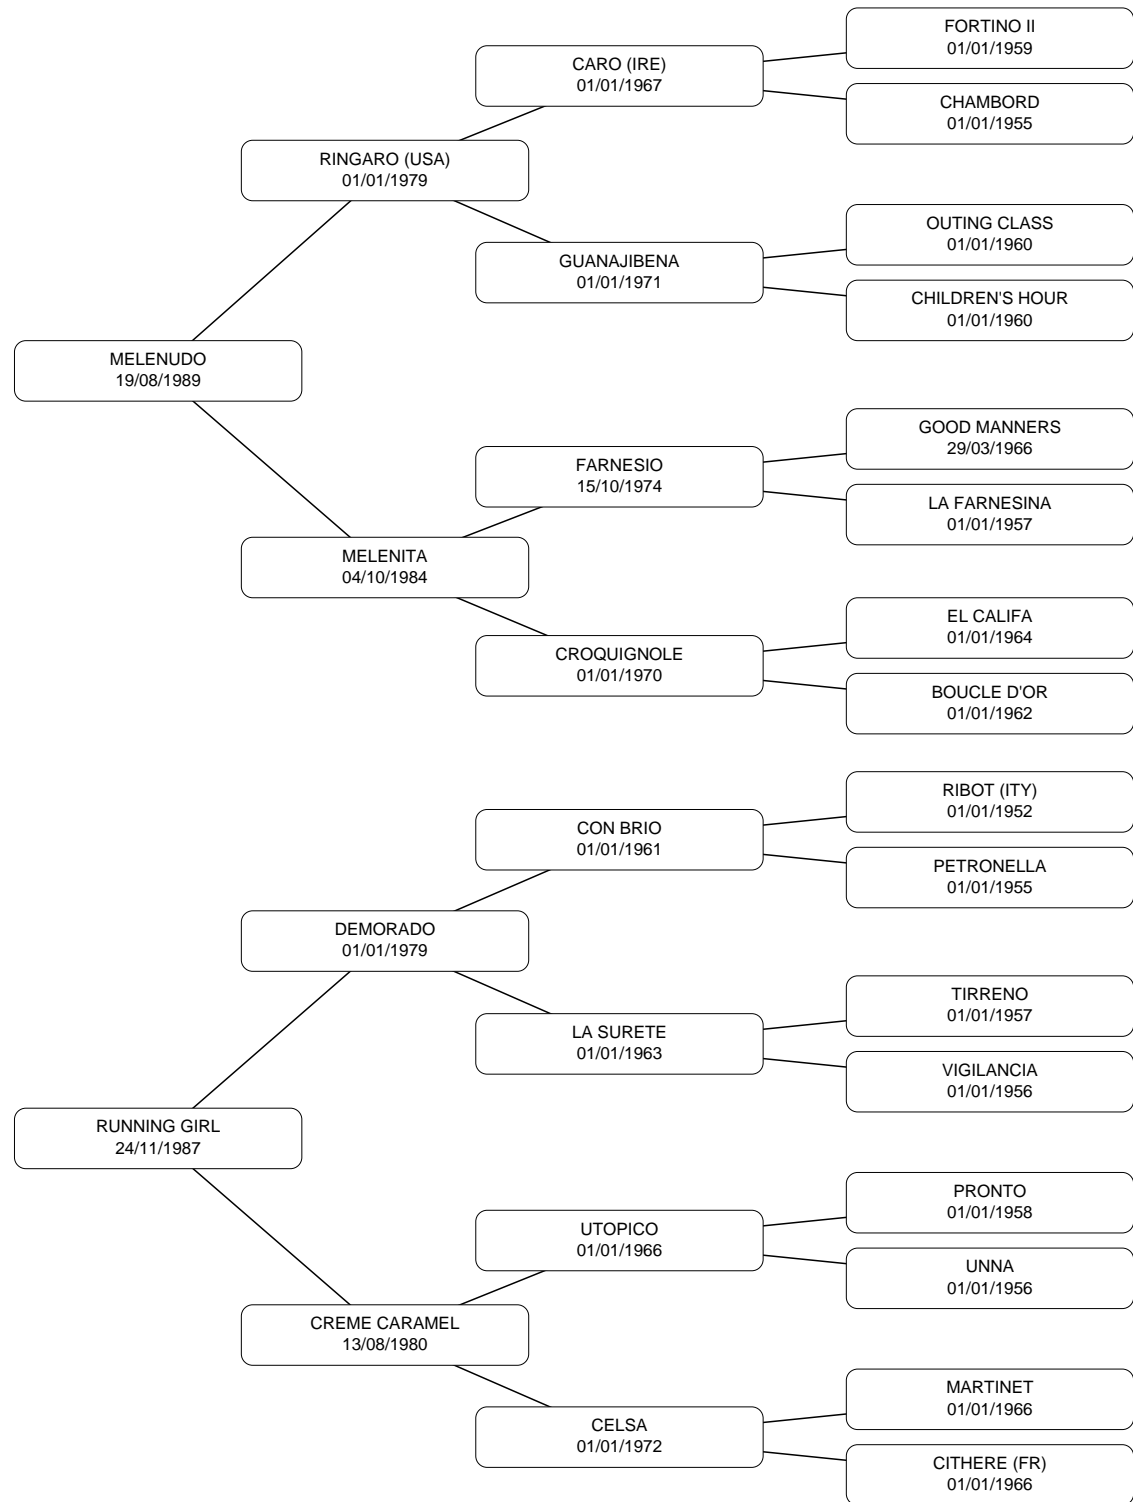 FORTINO II
01/01/1959
CARO (IRE)
01/01/1967
CHAMBORD
01/01/1955
RINGARO (USA)
01/01/1979
OUTING CLASS
01/01/1960
GUANAJIBENA
01/01/1971
CHILDREN'S HOUR
01/01/1960
MELENUDO
19/08/1989
GOOD MANNERS
29/03/1966
FARNESIO
15/10/1974
LA FARNESINA
01/01/1957
MELENITA
04/10/1984
EL CALIFA
01/01/1964
CROQUIGNOLE
01/01/1970
BOUCLE D'OR
01/01/1962
RIBOT (ITY)
01/01/1952
CON BRIO
01/01/1961
PETRONELLA
01/01/1955
DEMORADO
01/01/1979
TIRRENO
01/01/1957
LA SURETE
01/01/1963
VIGILANCIA
01/01/1956
RUNNING GIRL
24/11/1987
PRONTO
01/01/1958
UTOPICO
01/01/1966
UNNA
01/01/1956
CREME CARAMEL
13/08/1980
MARTINET
01/01/1966
CELSA
01/01/1972
CITHERE (FR)
01/01/1966